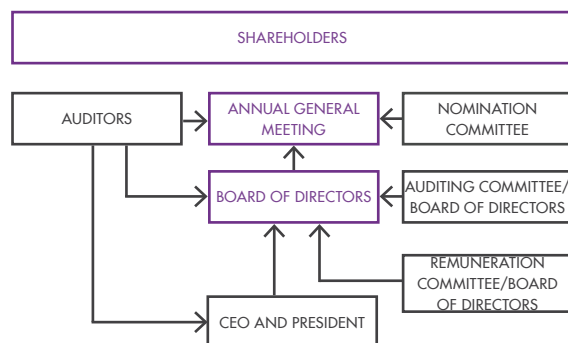 SHAREHOLDERS
AUDITORS
ANNUAL GENERAL
MEETING
NOMINATION
COMMITTEE
BOARD OF DIRECTORS
AUDITING COMMITTEE/
BOARD OF DIRECTORS
REMUNERATION
COMMITTEE/BOARD
OF DIRECTORS
CEO AND PRESIDENT